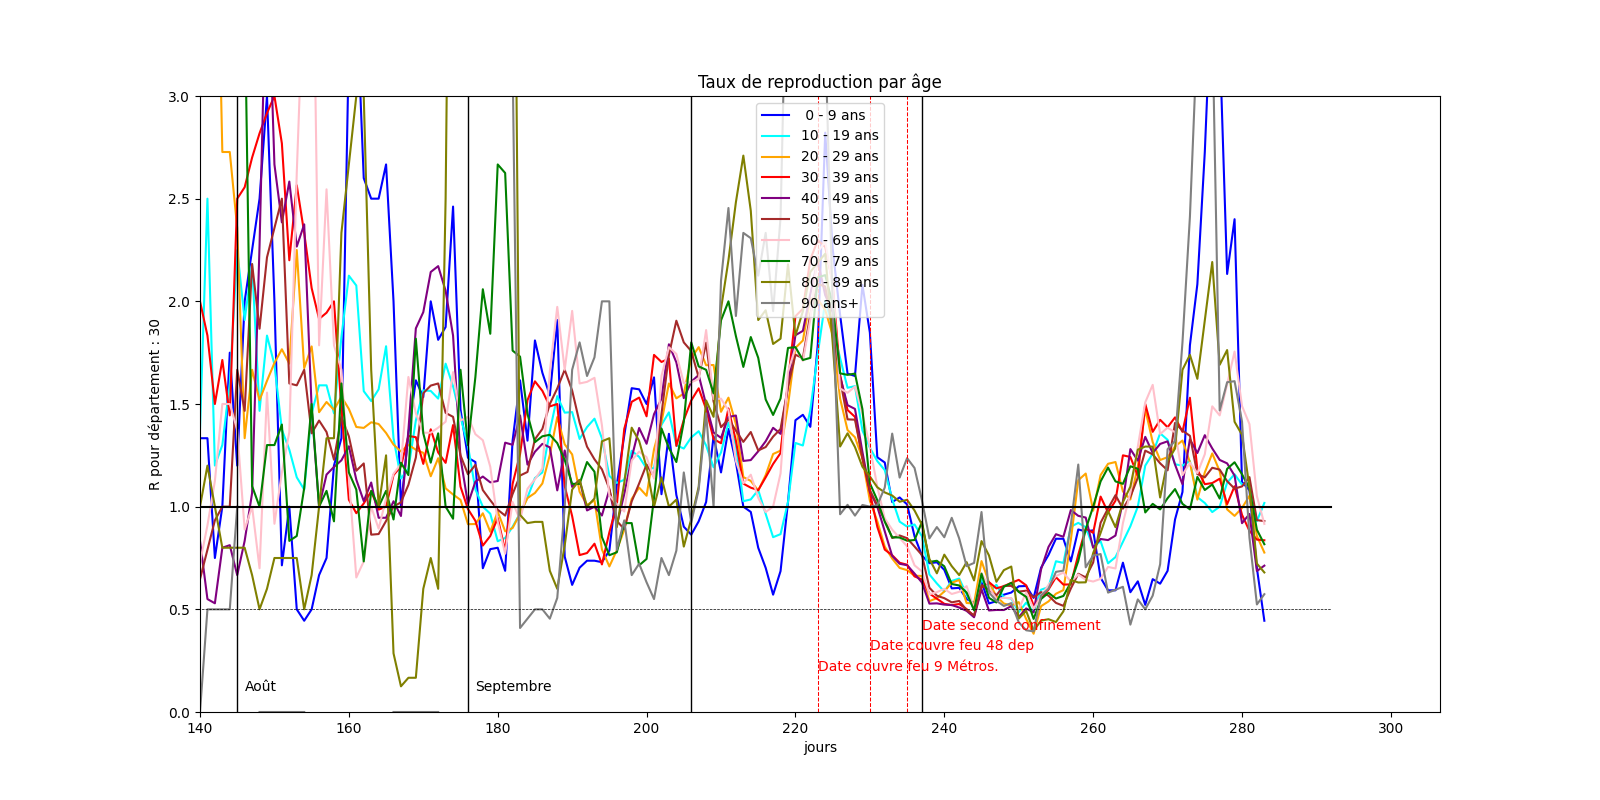 Taux de reproduction par âge
3.0
2.5
2.0
1.5
1.0
0.5
0.0
R pour département : 30
0 - 9 ans
10 - 19 ans
20 - 29 ans
30 - 39 ans
40 - 49 ans
50 - 59 ans
60 - 69 ans
70 - 79 ans
80 - 89 ans
90 ans+
Date second confinement
Date couvre feu 48 dep
Date couvre feu 9 Métros.
Août
Septembre
140 160 180 200 220 240 260 280 300
jours